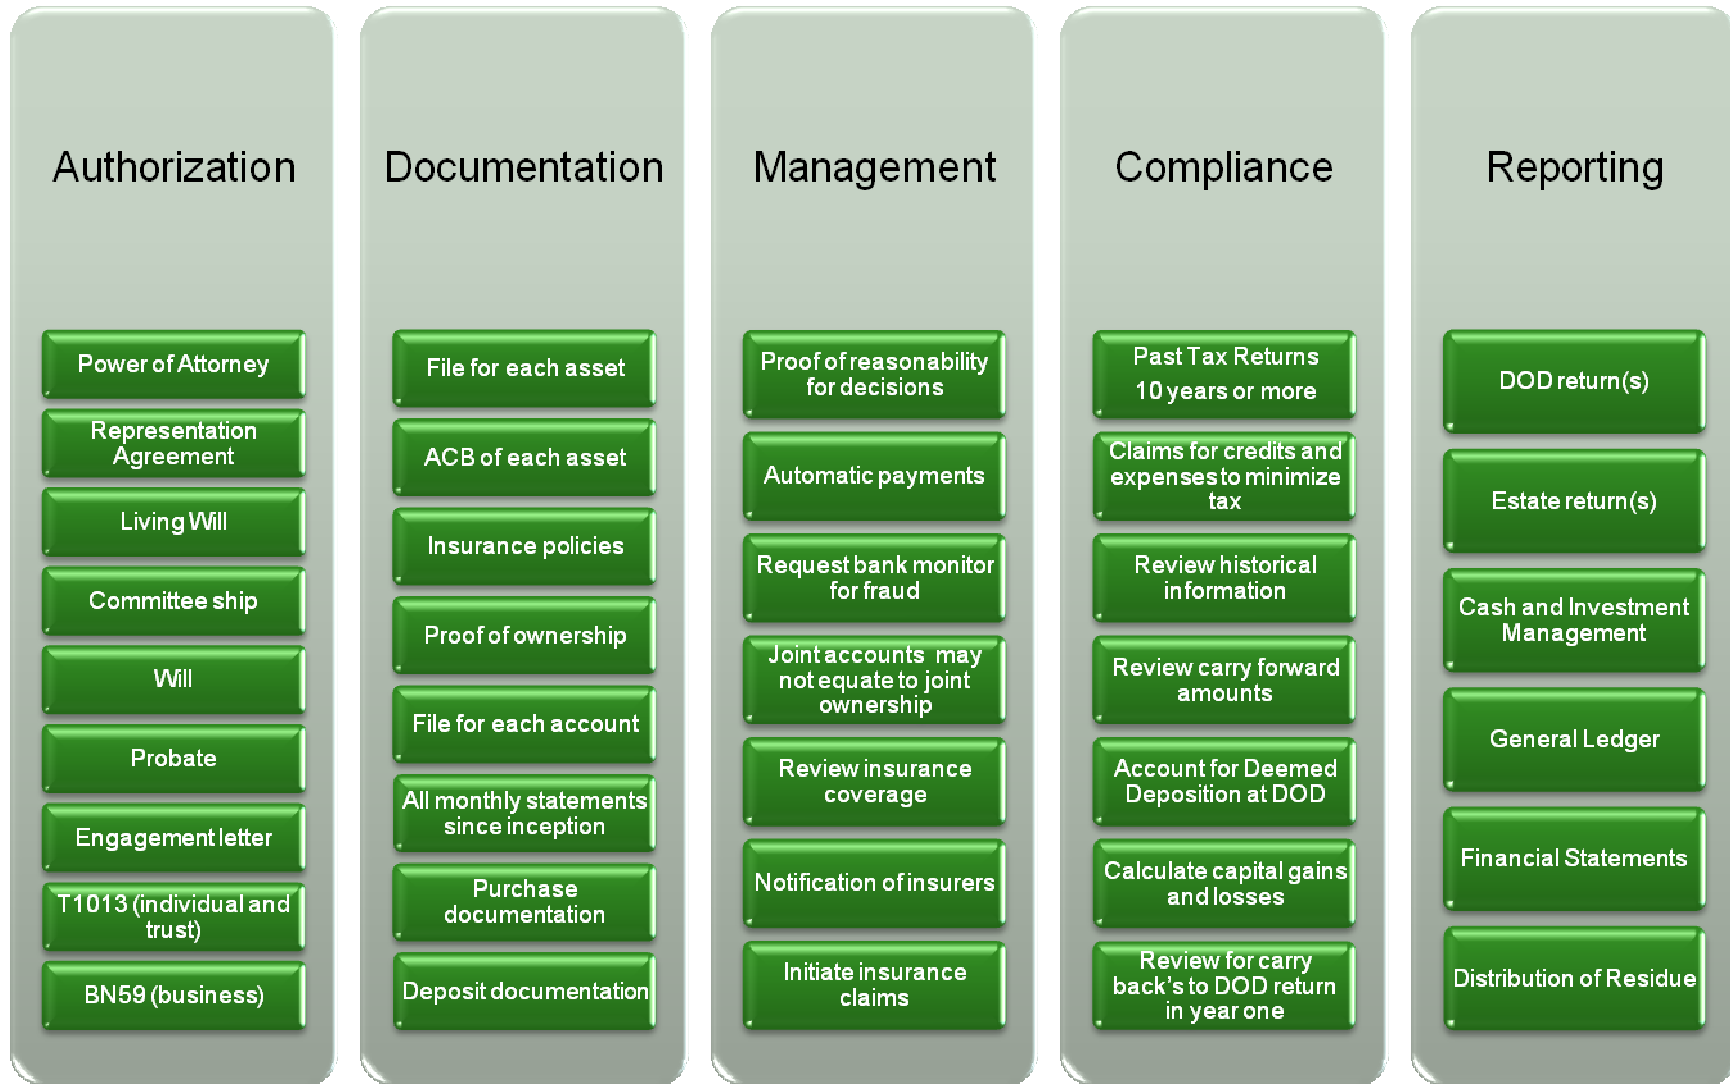 Authorization
Power of Attorney
Representation
Agreement
Living Will
Committee ship
Will
Probate
Engagement letter
T1013 (individual and
trust)
BN59 (business)
Documentation
File for each asset
ACB of each asset
Insurance policies
Proof of ownership
File for each account
All monthly statements
since inception
Purchase
documentation
Deposit documentation
Management
Proof of reasonability
for decisions
Automatic payments
Request bank monitor
for fraud
Joint accounts may
not equate to joint
ownership
Review insurance
coverage
Notification of insurers
Initiate insurance
claims
Compliance
Past Tax Returns
10 years or more
Claims for credits and
expenses to minimize
tax
Review historical
information
Review carry forward
amounts
Account for Deemed
Deposition at DOD
Calculate capital gains
and losses
Review for carry
back's to DOD return
in year one
Reporting
DOD return(s)
Estate return(s)
Cash and Investment
Management
General Ledger
Financial Statements
Distribution of Residue